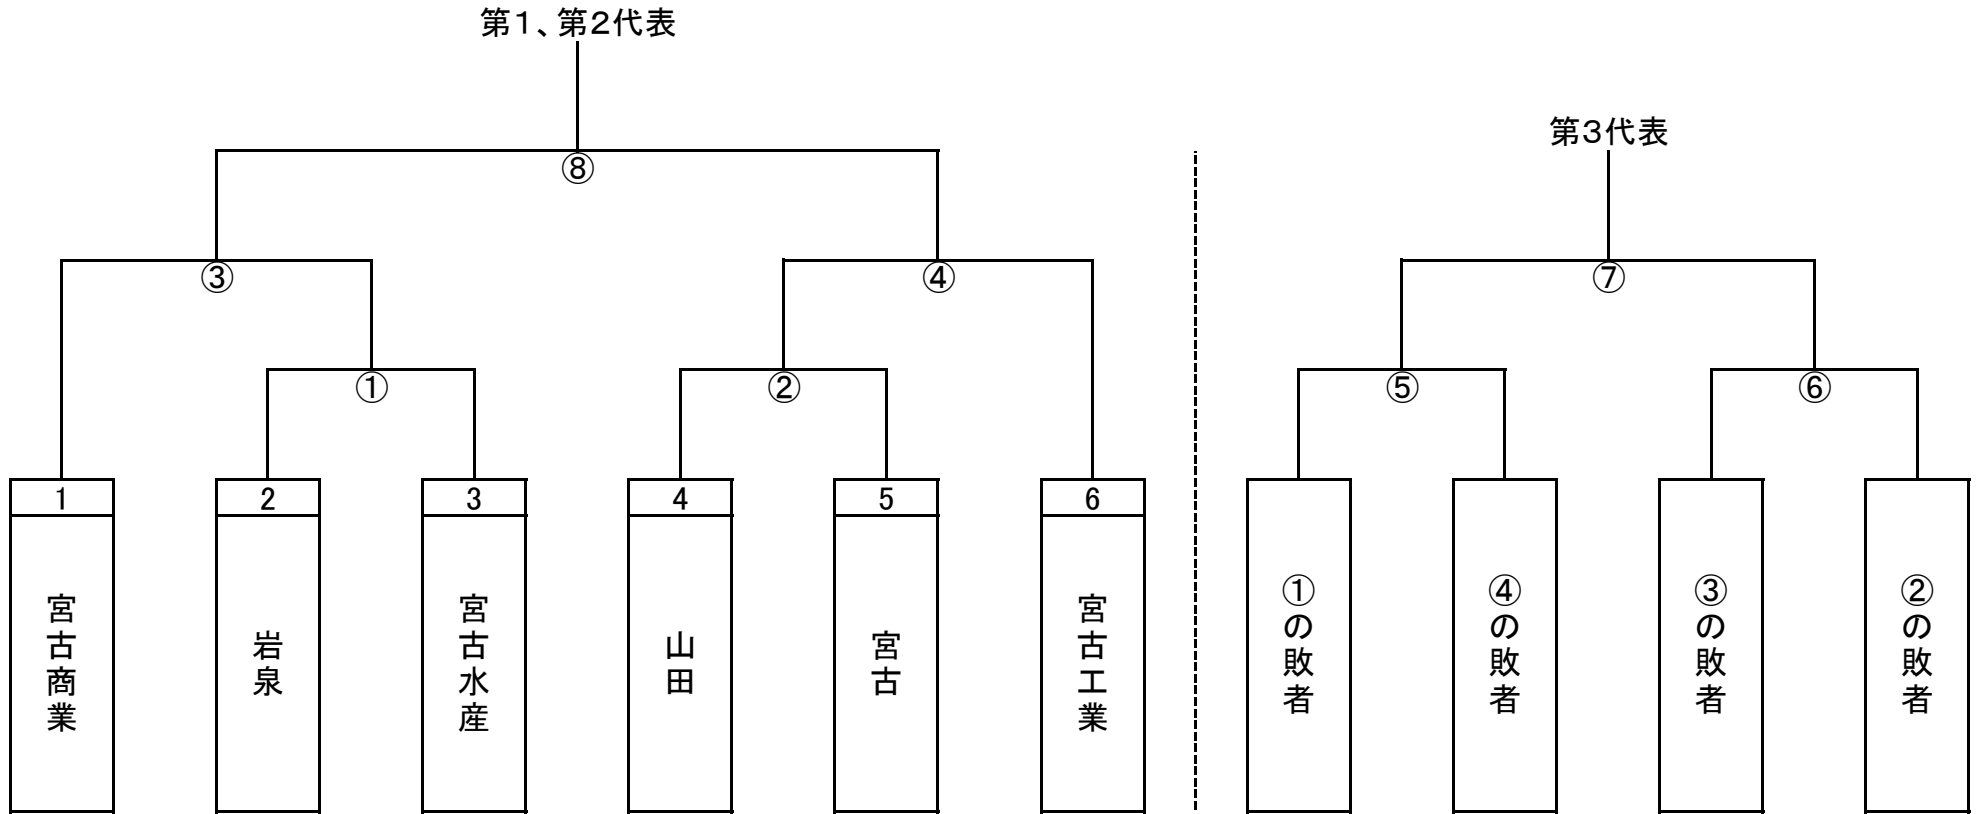 第1、第2代表
第3代表
⑧
③
④
⑦
①
②
⑤
⑥
1
2
3
4
5
6
宮古商業
岩泉
宮古水産
山田
宮古
宮古工業
①の敗者
④の敗者
③の敗者
②の敗者